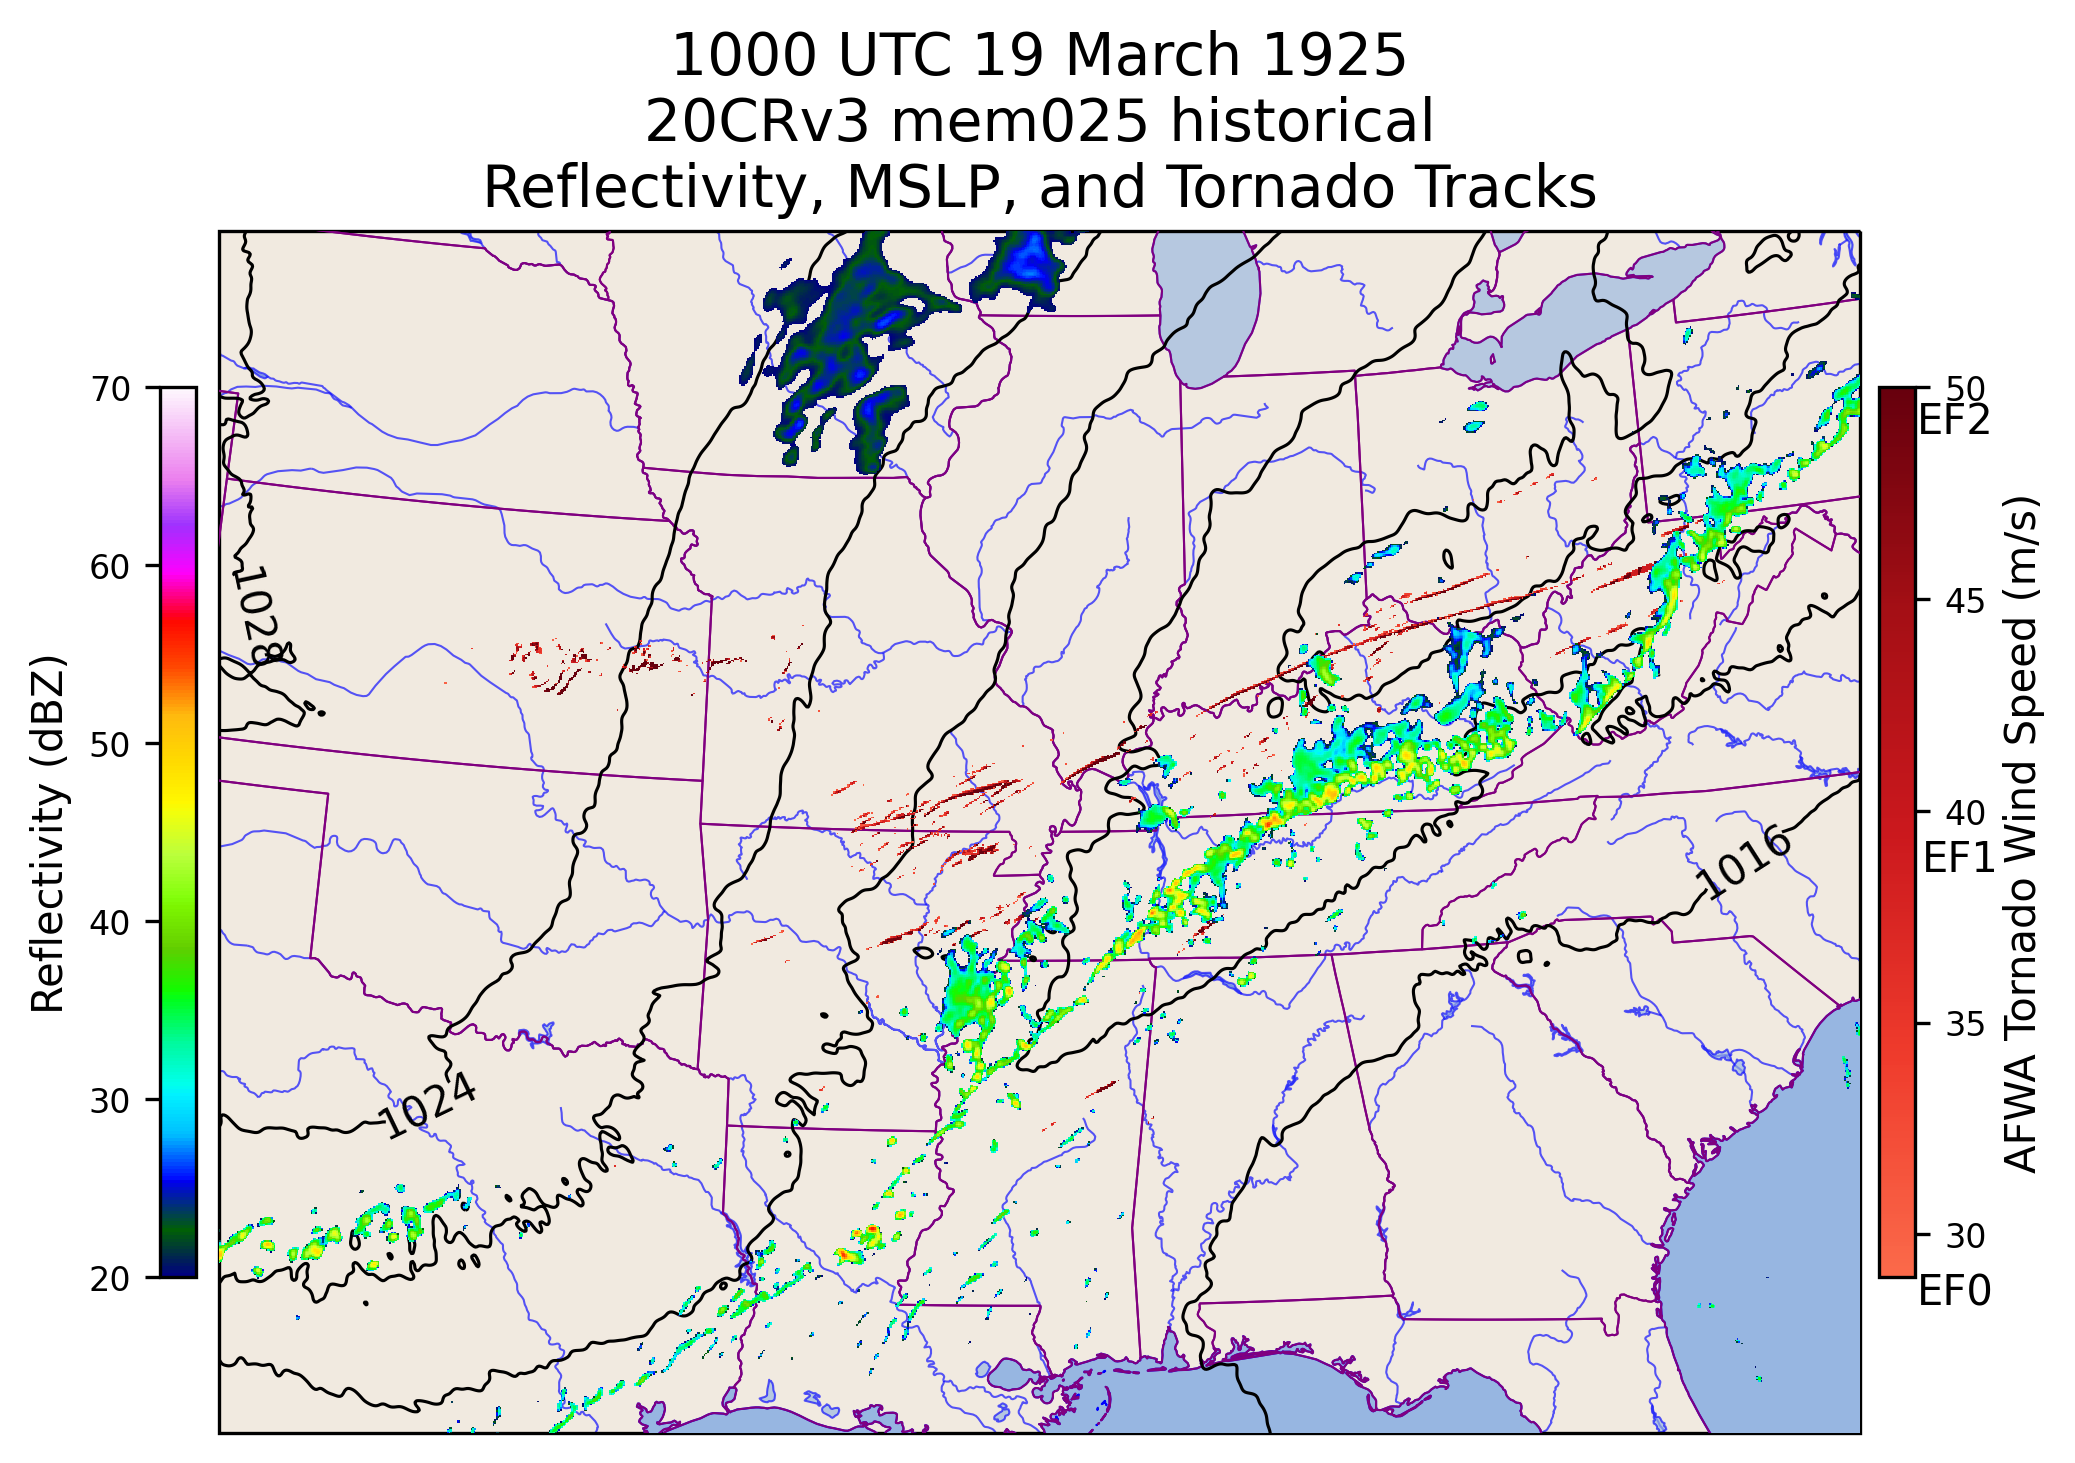 1000 UTC 19 March 1925
20CRv3 mem025 historical
Reflectivity, MSLP, and Tornado Tracks
70
60
50
40
30
20
Reflectivity (dBZ)
1028
1024
1016
50
EF2
45
40
EF1
35
30
EF0
AFWA Tornado Wind Speed (m/s)